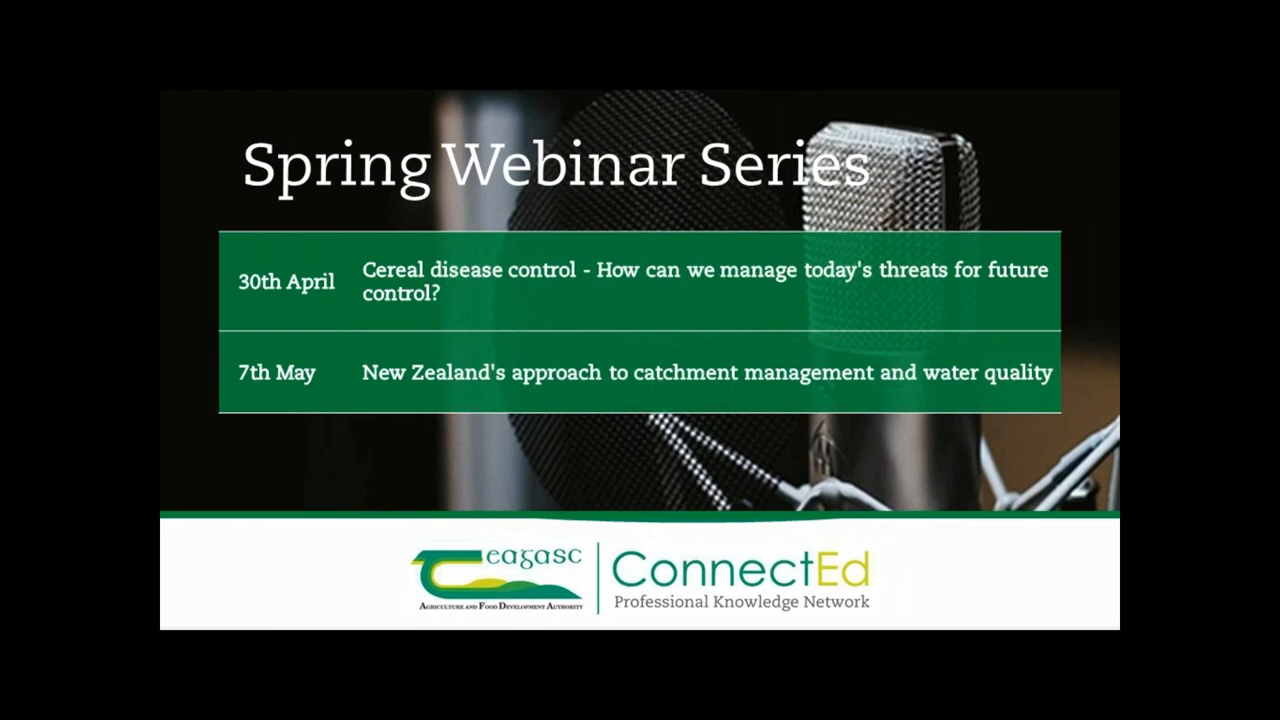 Spring Webinar Series
30th April
Cereal disease control - How can we manage today's threats for future
control?
7th May
New Zealand's approach to catchment management and water quality
Teagasc
AGRICULTURE AND FOOD DEVELOPMENT AUTHORITY
ConnectEd
Professional Knowledge Network